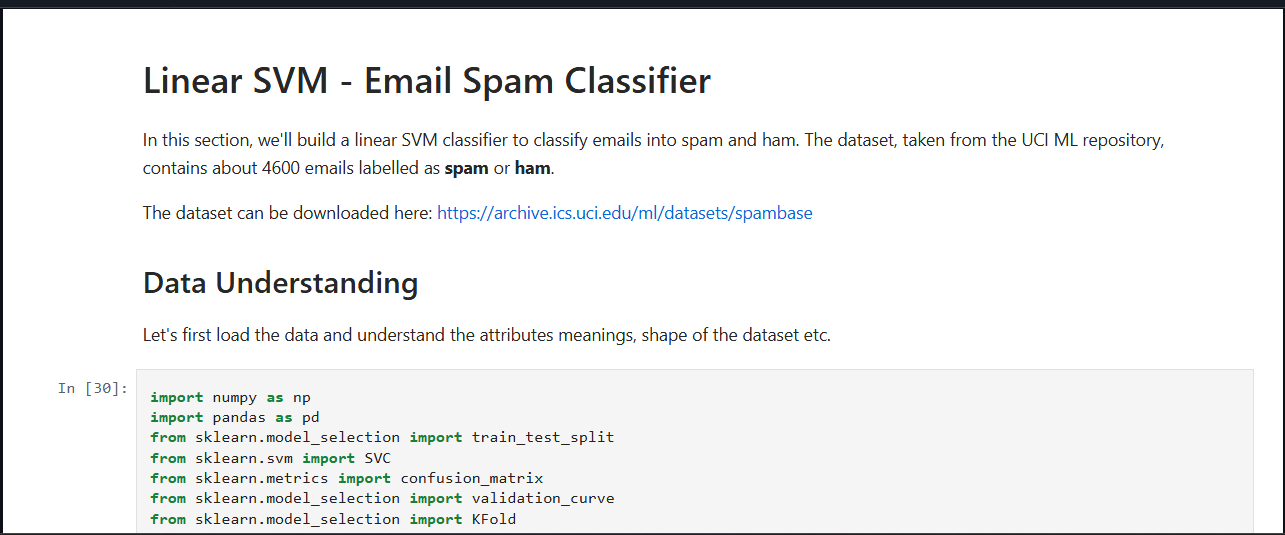 Linear SVM - Email Spam Classifier
In this section, we'll build a linear SVM classifier to classify emails into spam and ham. The dataset, taken from the UCI ML repository,
contains about 4600 emails labelled as spam or ham.
The dataset can be downloaded here: https://archive.ics.uci.edu/ml/datasets/spambase
Data Understanding
Let's first load the data and understand the attributes meanings, shape of the dataset etc.
In [30]:
import numpy as np
import pandas as pd
from sklearn.model_selection import train_test_split
from sklearn.svm import SVC
from sklearn.metrics import confusion_matrix
from sklearn.model_selection import validation_curve
from sklearn.model_selection import KFold